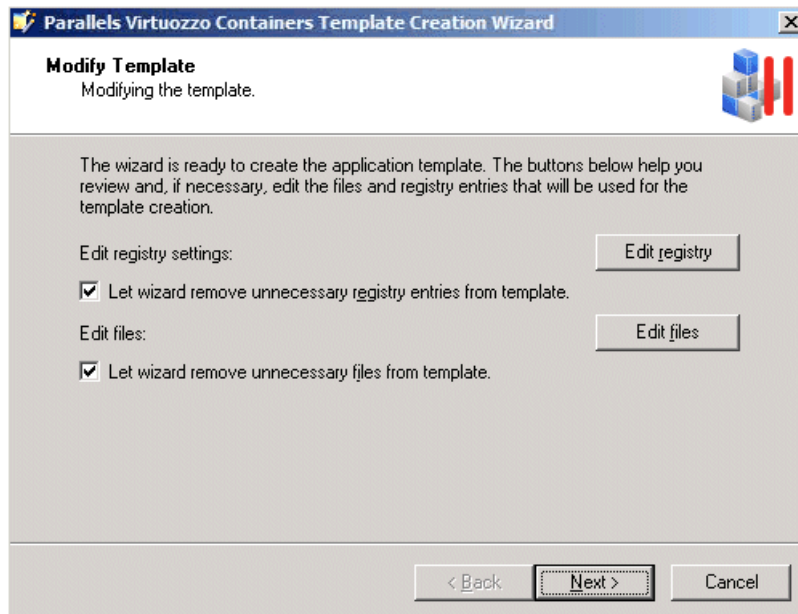 Parallels Virtuozzo Containers Template Creation Wizard
Modify Template
Modifying the template.
The wizard is ready to create the application template. The buttons below help you
review and, if necessary, edit the files and registry entries that will be used for the
template creation.
Edit registry settings:
Edit registry
Let wizard remove unnecessary registry entries from template.
Edit files:
Edit files
Let wizard remove unnecessary files from template.
< Back
Next >
Cancel